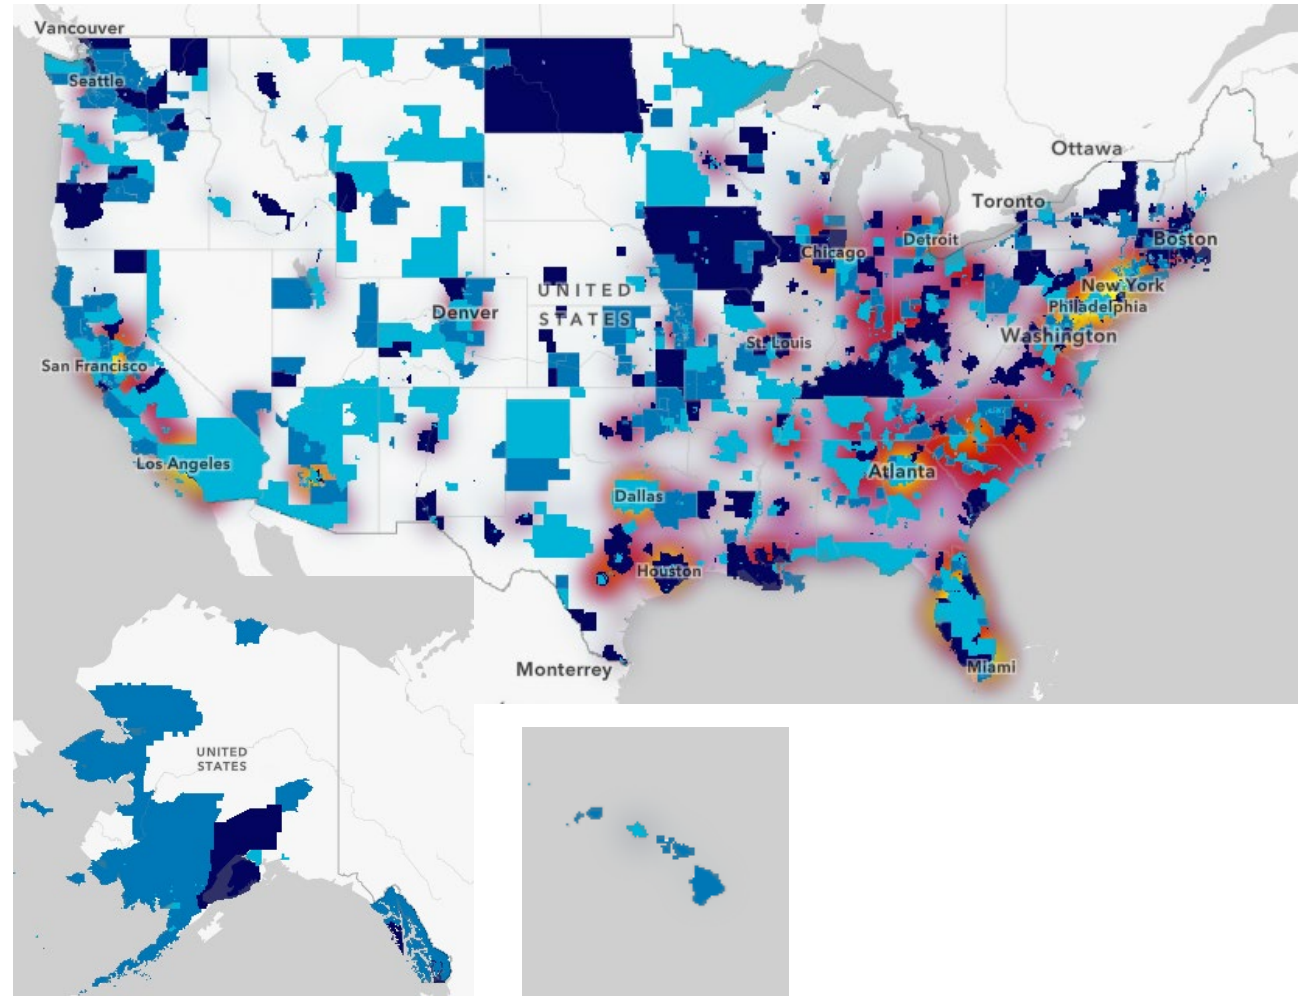 Vancouver
Seattle
Ottawa
Toronto
Boston
Detroit
Chicago
New York
Philadelphia
UNITED
STATES
Denver
Washington
St. Louis
San Francisco
Los Angeles
Atlanta
Dallas
Houston
Miami
Monterrey
UNITED
STATES